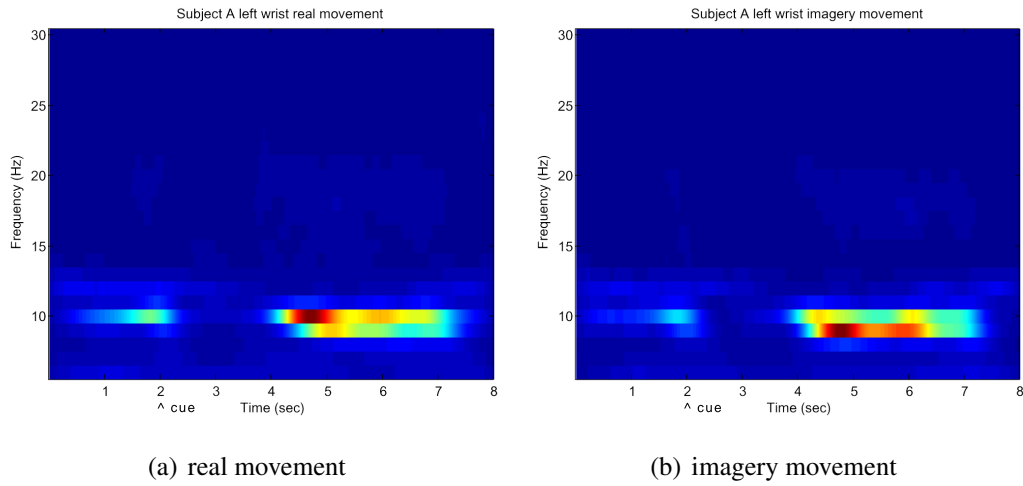 Subject A left wrist real movement
30
25
20
15
10
Frequency (Hz)
1 2 3 4 5 6 7 8
^ cue Time (sec)
(a) real movement
Subject A left wrist imagery movement
30
25
20
15
10
Frequency (Hz)
1 2 3 4 5 6 7 8
^ cue Time (sec)
(b) imagery movement